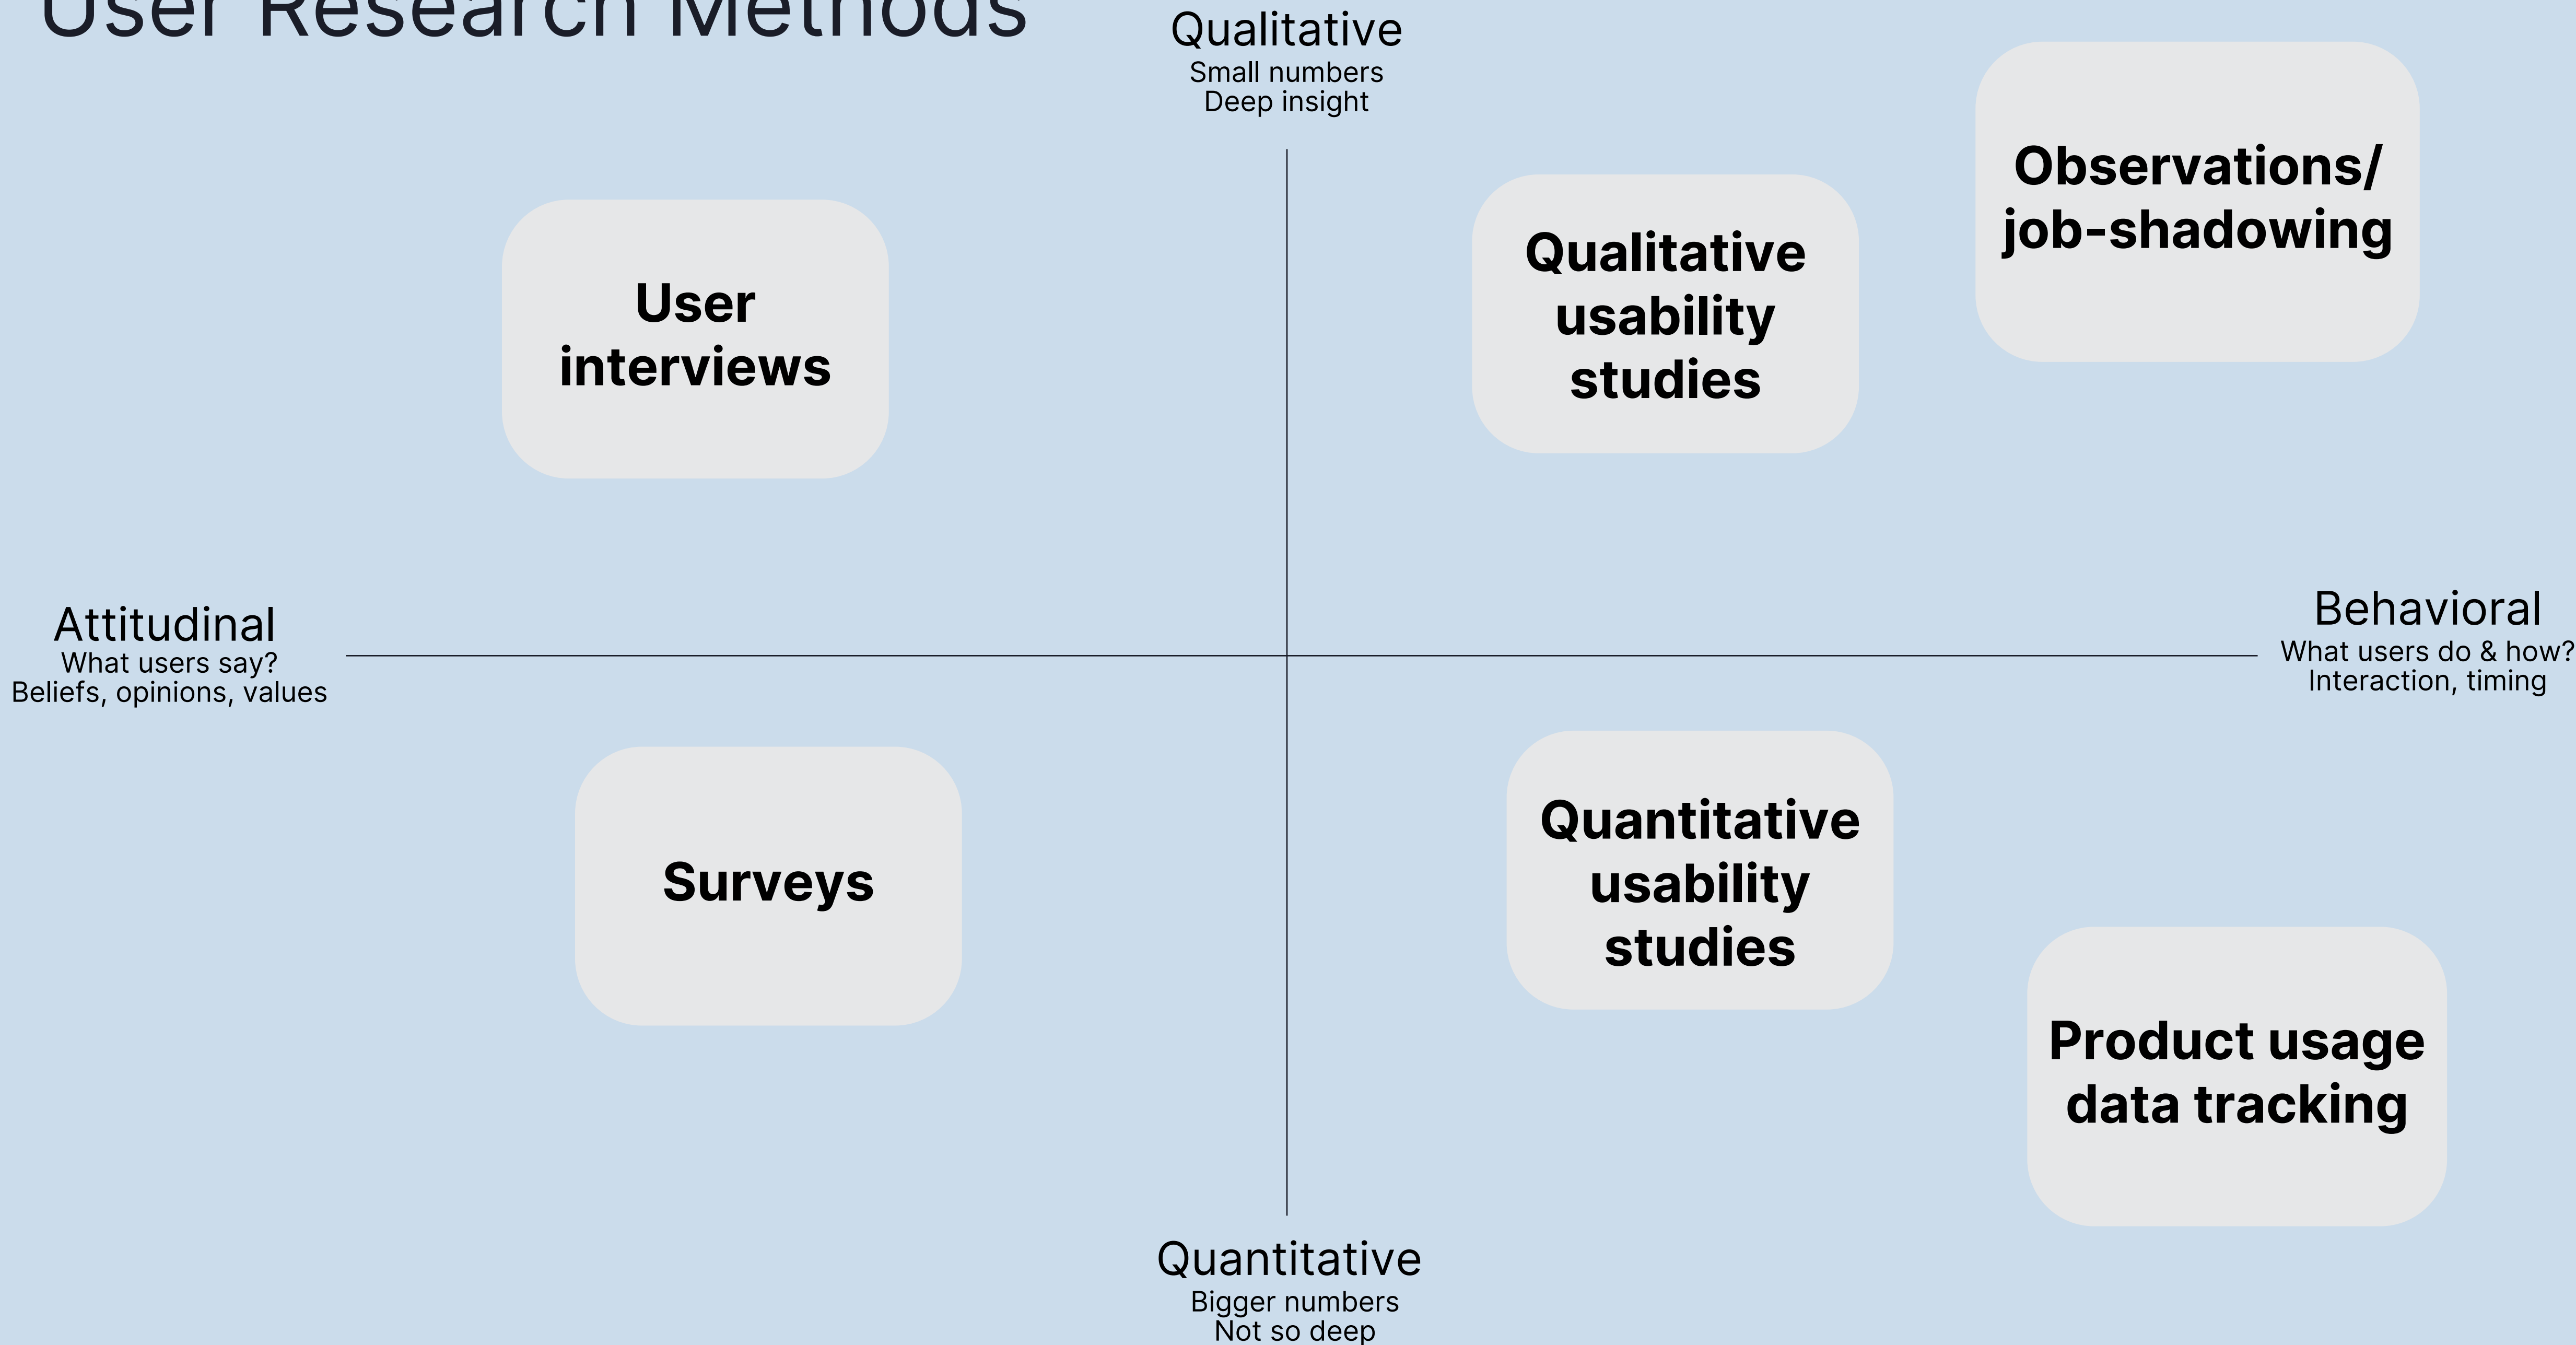 User Research Methods
Qualitative
Small numbers
Deep insight
Observations/
job-shadowing
Qualitative
usability
studies
User
interviews
Attitudinal
What users say?
Beliefs, opinions, values
Behavioral
What users do & how?
Interaction, timing
Surveys
Quantitative
usability
studies
Product usage
data tracking
Quantitative
Bigger numbers
Not so deep